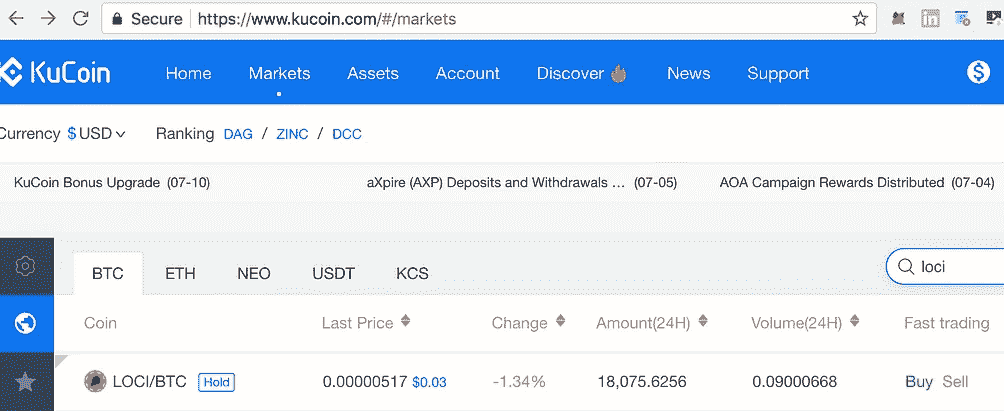 Secure https://www.kucoin.com/#/markets
KuCoin Home Markets Assets Account Discover News Support $
Currency $ USD Ranking DAG / ZINC / DCC
KuCoin Bonus Upgrade (07-10) aXpire (AXP) Deposits and Withdrawals ... (07-05) AOA Campaign Rewards Distributed (07-04)
BTC ETH NEO USDT KCS loci
Coin Last Price Change Amount(24H) Volume(24H) Fast trading
LOCI/BTC Hold 0.00000517 $0.03 -1.34% 18,075.6256 0.09000668 Buy Sell